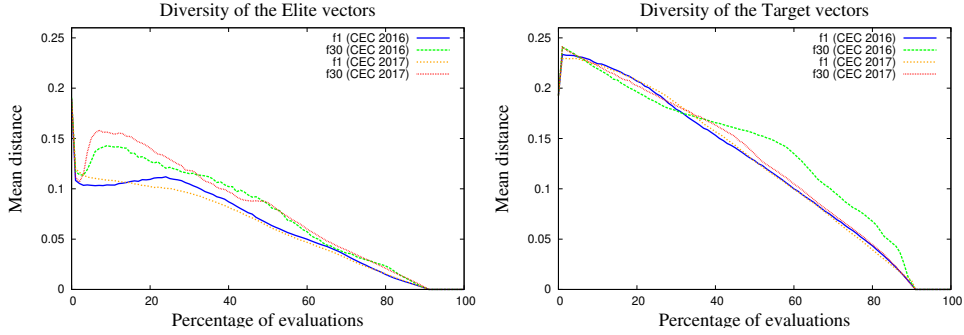 Diversity of the Elite vectors
0.25
0.2
0.15
0.1
0.05
0
0 20 40 60 80 100
Mean distance
Percentage of evaluations
f1 (CEC 2016)
f30 (CEC 2016)
f1 (CEC 2017)
f30 (CEC 2017)
Diversity of the Target vectors
0.25
0.2
0.15
0.1
0.05
0
0 20 40 60 80 100
Mean distance
Percentage of evaluations
f1 (CEC 2016)
f30 (CEC 2016)
f1 (CEC 2017)
f30 (CEC 2017)